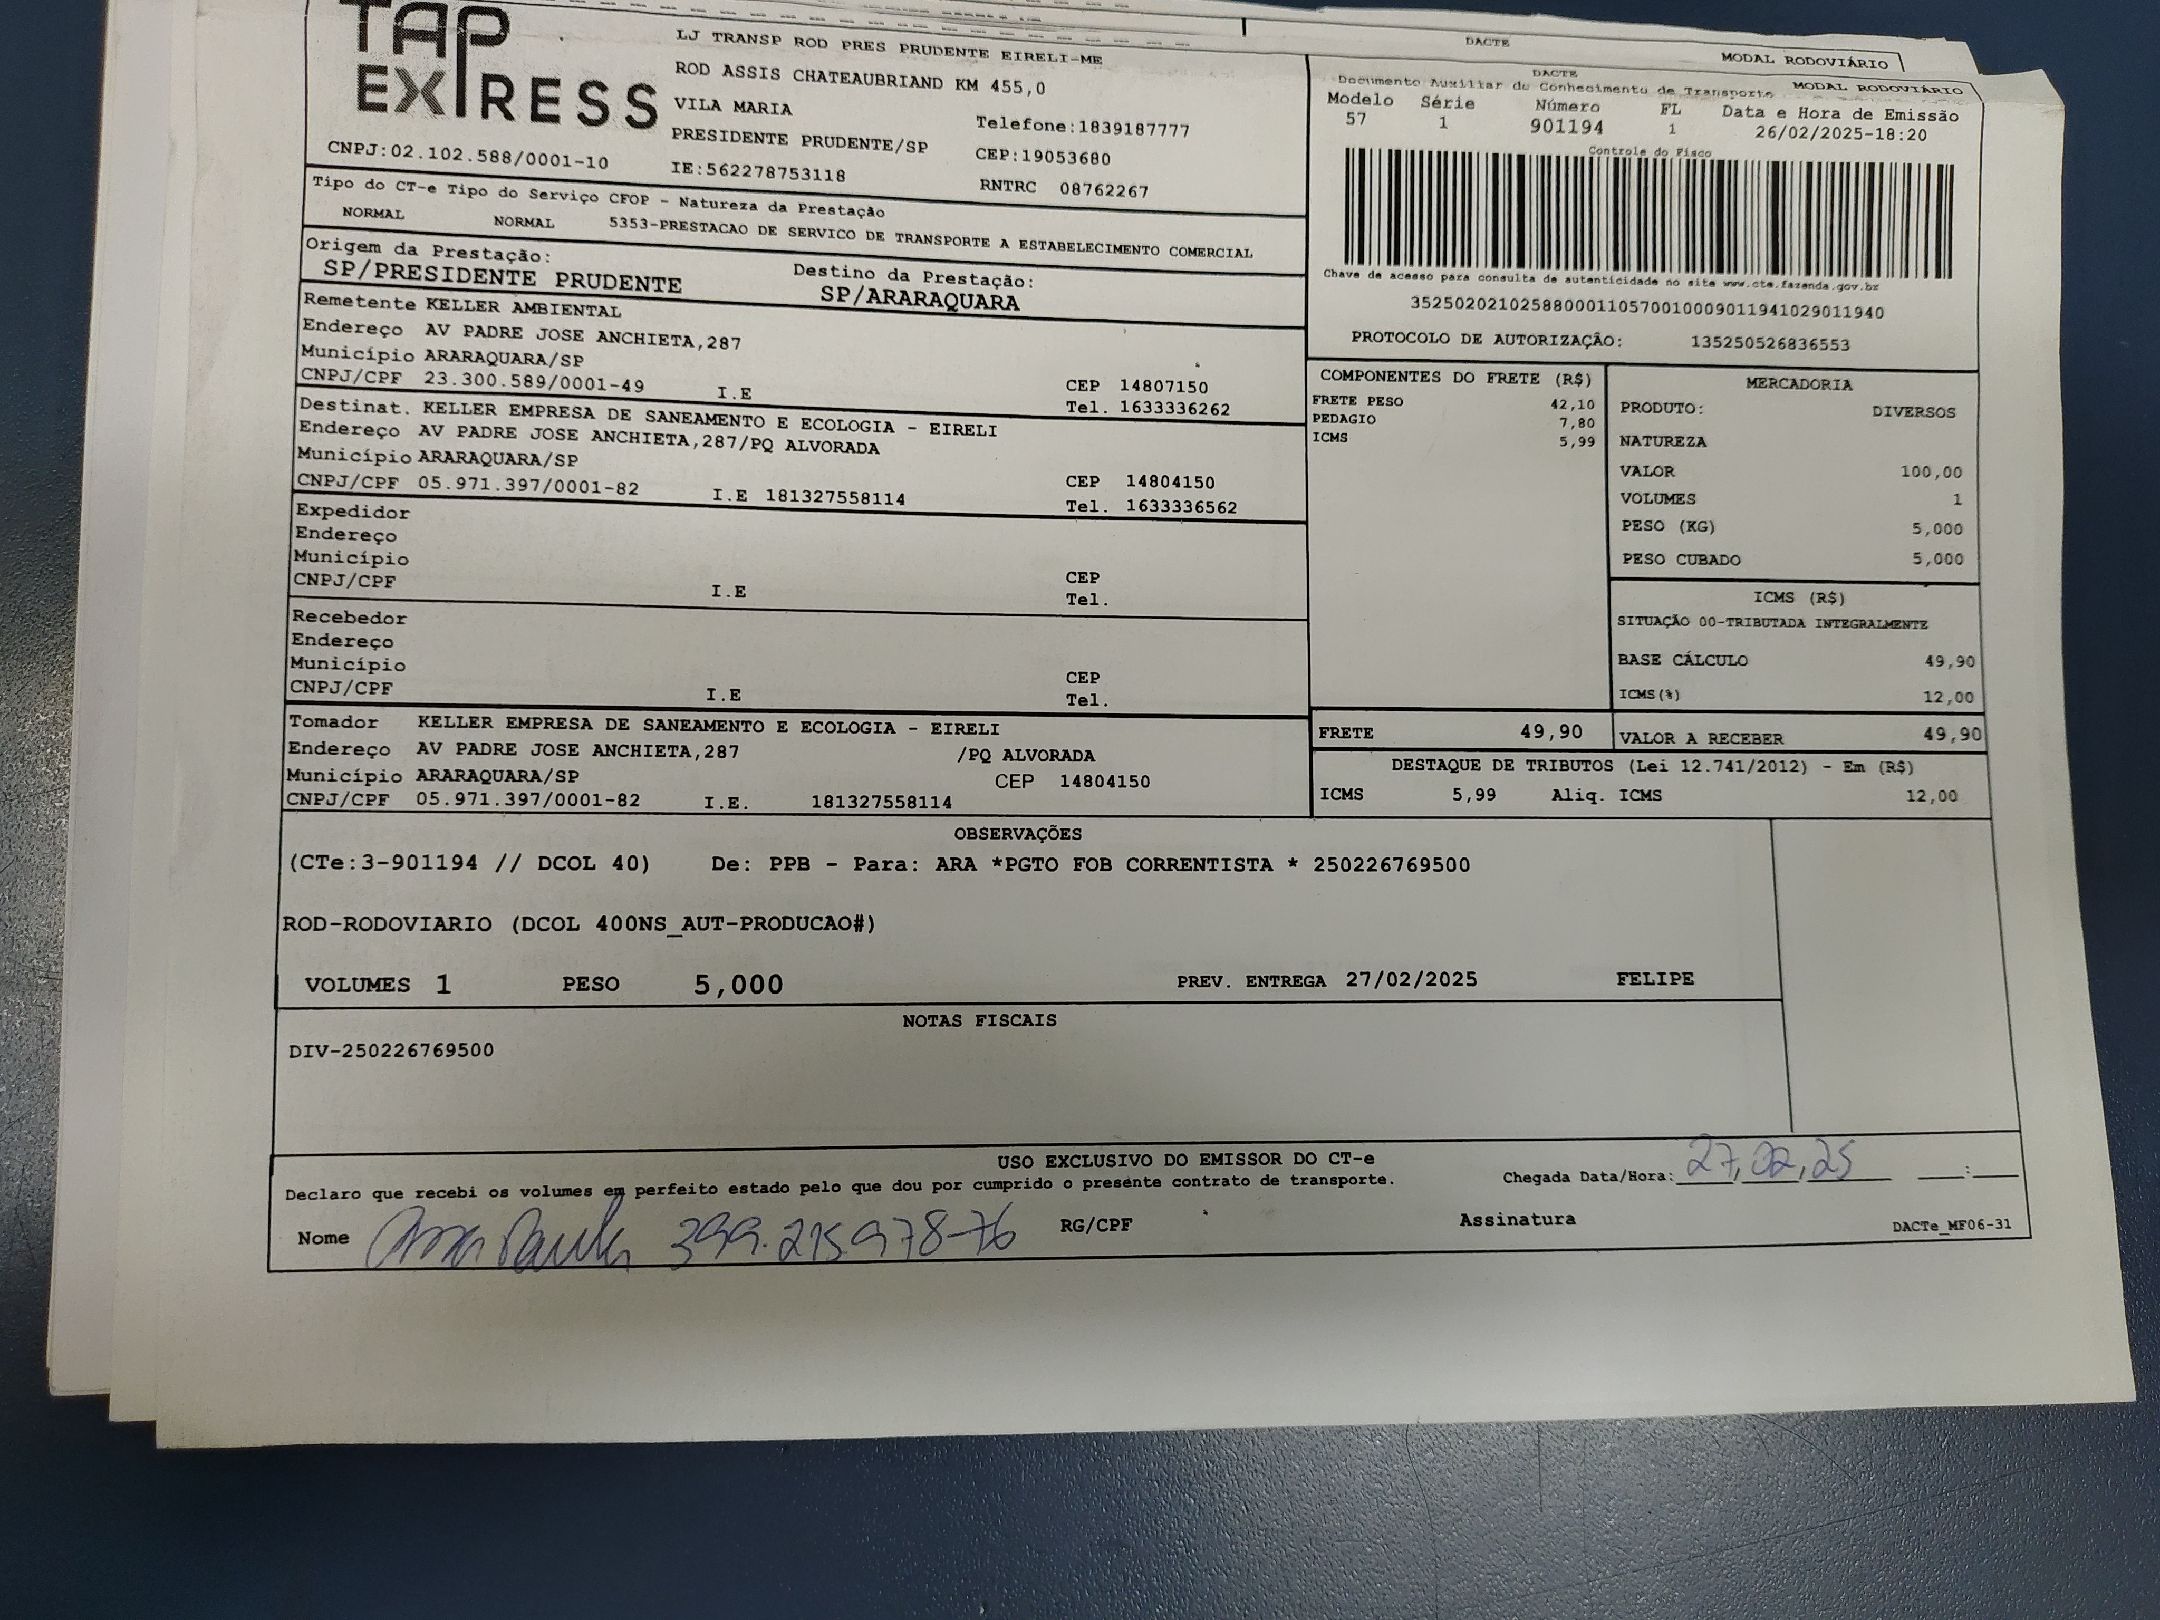 TAP
EXPRESS
LJ TRANSP ROD PRES PRUDENTE EIRELI-ME
ROD ASSIS CHATEAUBRIAND KM 455,0
VILA MARIA
Telefone:1839187777
PRESIDENTE PRUDENTE/SP
CEP:19053680
CNPJ:02.102.588/0001-10
IE:562278753118
RNTRC 08762267
DACTE
MODAL RODOVIÁRIO
DACTE
MODAL RODOVIÁRIO
Documento Auxiliar do Conhecimento de Transporte
Modelo Série Número FL Data e Hora de Emissão
57 1 901194 1 26/02/2025-18:20
Controle do Fisco
Chave de acesso para consulta de autenticidade no site www.cte.fazenda.gov.br
35250202102588000110570010009011941029011940
PROTOCOLO DE AUTORIZAÇÃO: 135250526836553
Tipo do CT-e Tipo do Serviço CFOP - Natureza da Prestação
NORMAL NORMAL 5353-PRESTACAO DE SERVICO DE TRANSPORTE A ESTABELECIMENTO COMERCIAL
Origem da Prestação: Destino da Prestação:
SP/PRESIDENTE PRUDENTE SP/ARARAQUARA
Remetente KELLER AMBIENTAL
Endereço AV PADRE JOSE ANCHIETA,287
Município ARARAQUARA/SP CEP 14807150
CNPJ/CPF 23.300.589/0001-49 I.E Tel. 1633336262
Destinat. KELLER EMPRESA DE SANEAMENTO E ECOLOGIA - EIRELI
Endereço AV PADRE JOSE ANCHIETA,287/PQ ALVORADA
Município ARARAQUARA/SP CEP 14804150
CNPJ/CPF 05.971.397/0001-82 I.E 181327558114 Tel. 1633336562
Expedidor
Endereço
Município CEP
CNPJ/CPF I.E Tel.
Recebedor
Endereço
Município CEP
CNPJ/CPF I.E Tel.
Tomador KELLER EMPRESA DE SANEAMENTO E ECOLOGIA - EIRELI
Endereço AV PADRE JOSE ANCHIETA,287 /PQ ALVORADA
Município ARARAQUARA/SP CEP 14804150
CNPJ/CPF 05.971.397/0001-82 I.E. 181327558114
COMPONENTES DO FRETE (R$)
FRETE PESO 42,10
PEDAGIO 7,80
ICMS 5,99
MERCADORIA
PRODUTO: DIVERSOS
NATUREZA
VALOR 100,00
VOLUMES 1
PESO (KG) 5,000
PESO CUBADO 5,000
ICMS (R$)
SITUAÇÃO 00-TRIBUTADA INTEGRALMENTE
BASE CÁLCULO 49,90
ICMS(%) 12,00
FRETE 49,90 VALOR A RECEBER 49,90
DESTAQUE DE TRIBUTOS (Lei 12.741/2012) - Em (R$)
ICMS 5,99 Aliq. ICMS 12,00
OBSERVAÇÕES
(CTe:3-901194 // DCOL 40) De: PPB - Para: ARA *PGTO FOB CORRENTISTA * 250226769500
ROD-RODOVIARIO (DCOL 400NS_AUT-PRODUCAO#)
VOLUMES 1 PESO 5,000 PREV. ENTREGA 27/02/2025 FELIPE
NOTAS FISCAIS
DIV-250226769500
USO EXCLUSIVO DO EMISSOR DO CT-e
Declaro que recebi os volumes em perfeito estado pelo que dou por cumprido o presente contrato de transporte.
Chegada Data/Hora: 27,02,25 :
Nome Ana Paula 399.215.978-76 RG/CPF Assinatura DACTe_MF06-31